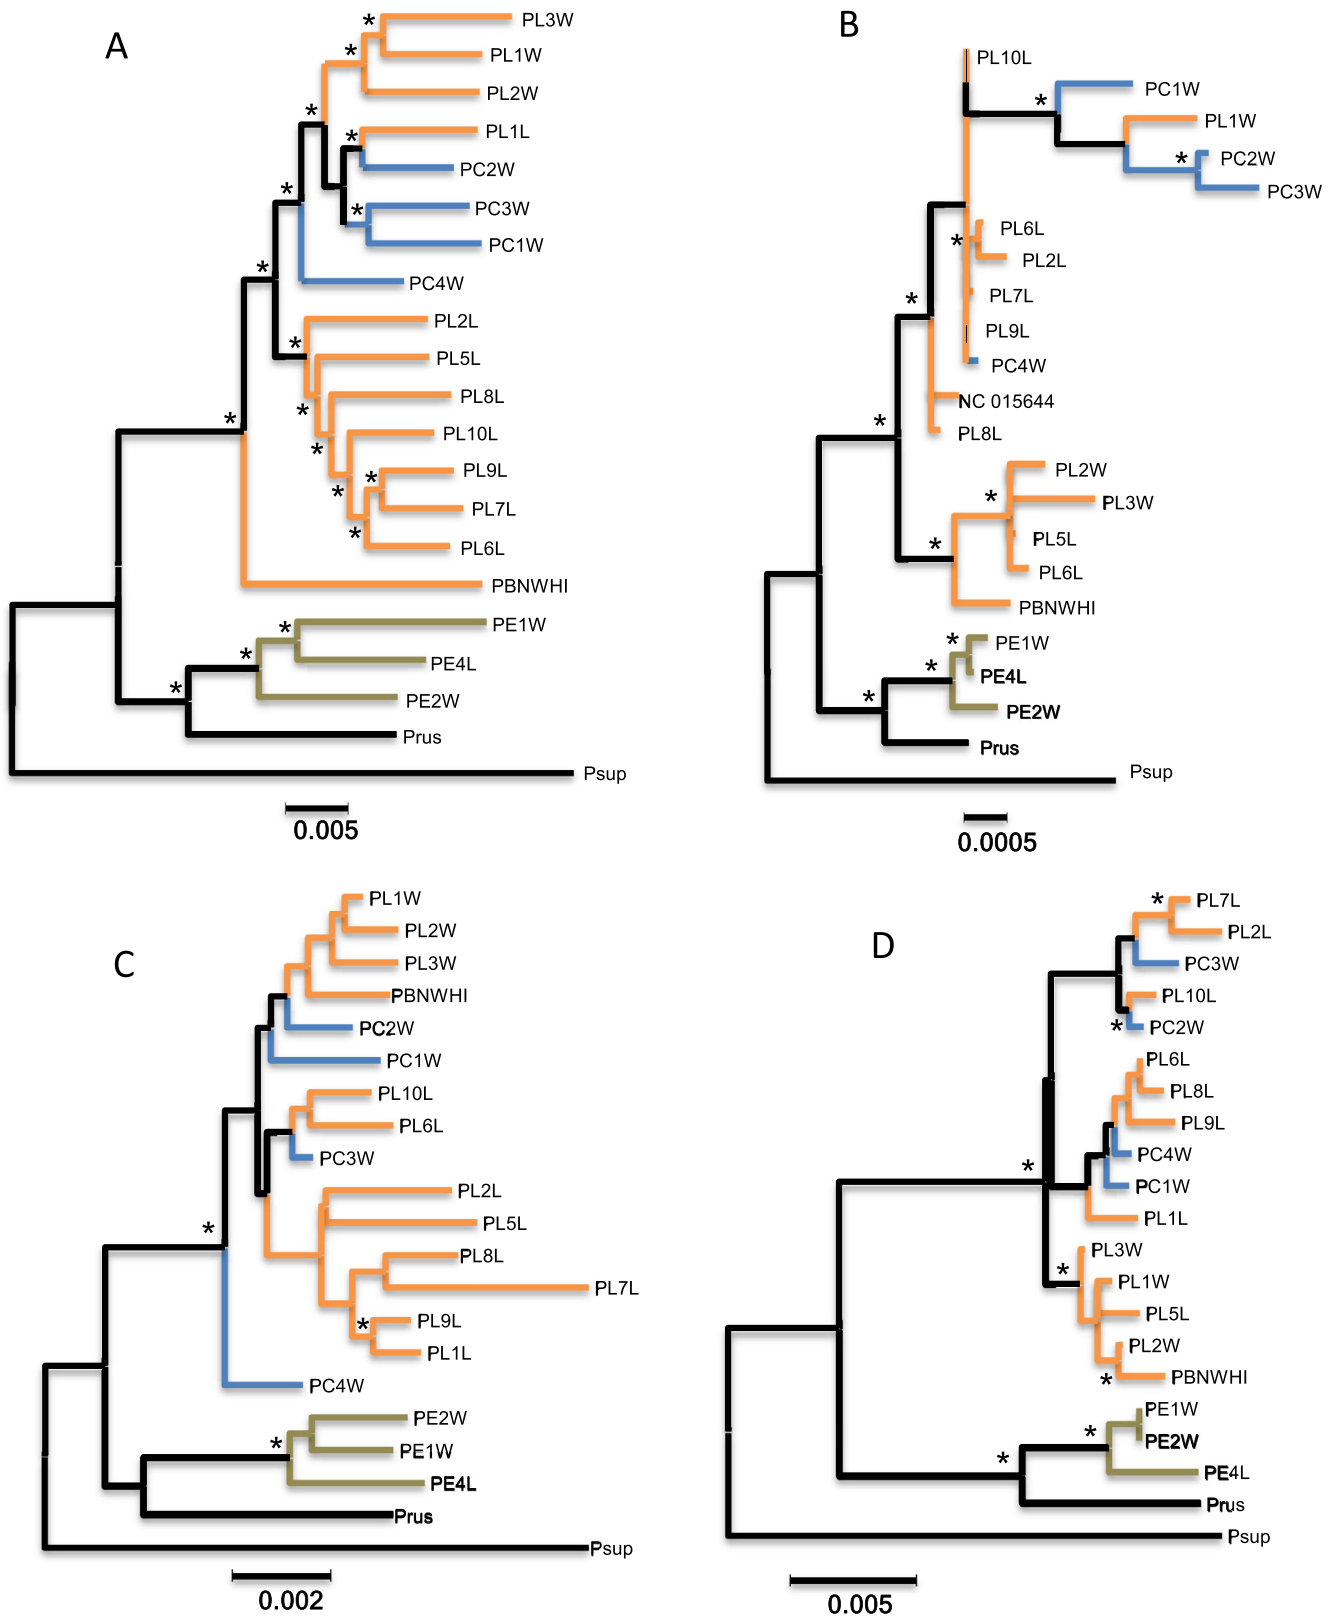 A
PL3W
*
PL1W
*
PL2W
*
PL1L
*
PC2W
*
PC3W
*
PC1W
*
PC4W
PL2L
*
PL5L
PL8L
*
PL10L
*
PL9L
*
*
PL7L
*
PL6L
*
PBNWHI
PE1W
*
PE4L
*
PE2W
*
Prus
Psup
0.005
B
PL10L
PC1W
*
PL1W
PC2W
*
PC3W
PL6L
*
PL2L
PL7L
*
PL9L
PC4W
NC 015644
*
PL8L
PL2W
*
PL3W
PL5L
*
PL6L
PBNWHI
PE1W
*
PE4L
*
PE2W
*
Prus
Psup
0.0005
C
PL1W
PL2W
PL3W
PBNWHI
PC2W
PC1W
PL10L
PL6L
PC3W
PL2L
PL5L
*
PL8L
PL7L
PL9L
*
PL1L
PC4W
PE2W
*
PE1W
PE4L
Prus
Psup
0.002
D
PL7L
*
PL2L
PC3W
PL10L
*
PC2W
PL6L
PL8L
PL9L
PC4W
*
PC1W
PL1L
PL3W
*
PL1W
PL5L
PL2W
*
PBNWHI
PE1W
*
PE2W
*
PE4L
Prus
Psup
0.005